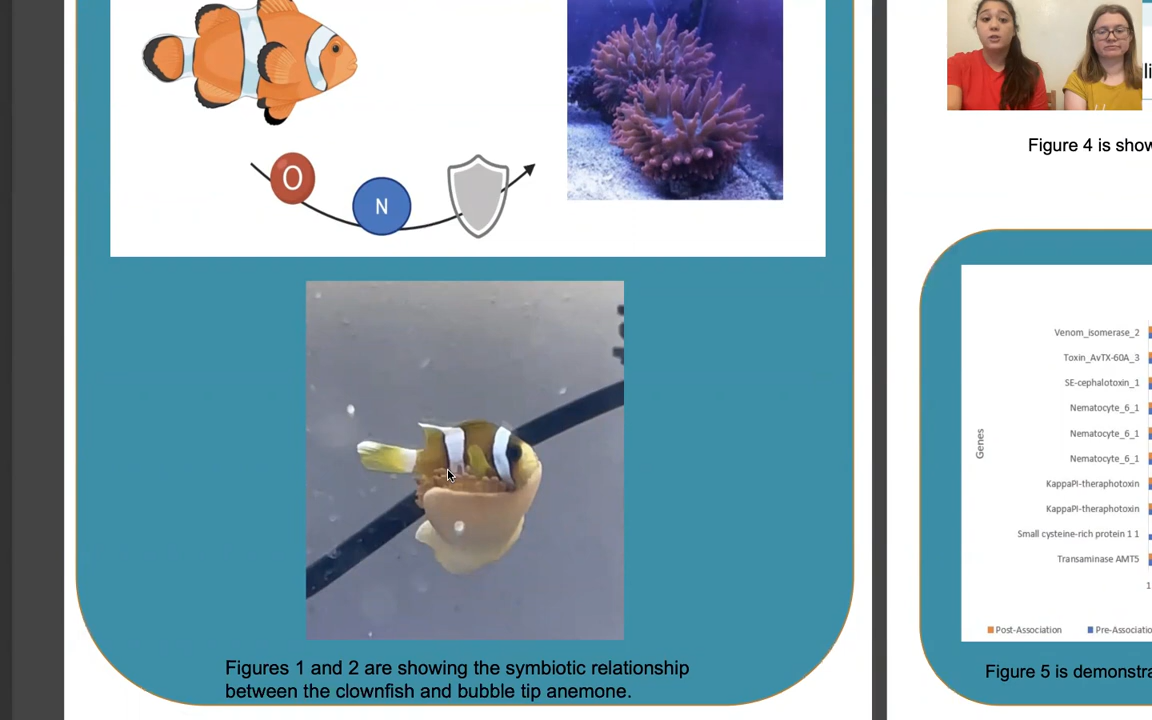 O
N
Figures 1 and 2 are showing the symbiotic relationship
between the clownfish and bubble tip anemone.
li
Figure 4 is show
Genes
Venom_isomerase_2
Toxin_AvTX-60A_3
SE-cephalotoxin_1
Nematocyte_6_1
Nematocyte_6_1
Nematocyte_6_1
KappaPI-theraphotoxin
KappaPI-theraphotoxin
Small cysteine-rich protein 1 1
Transaminase AMT5
1
Post-Association Pre-Associatio
Figure 5 is demonstra